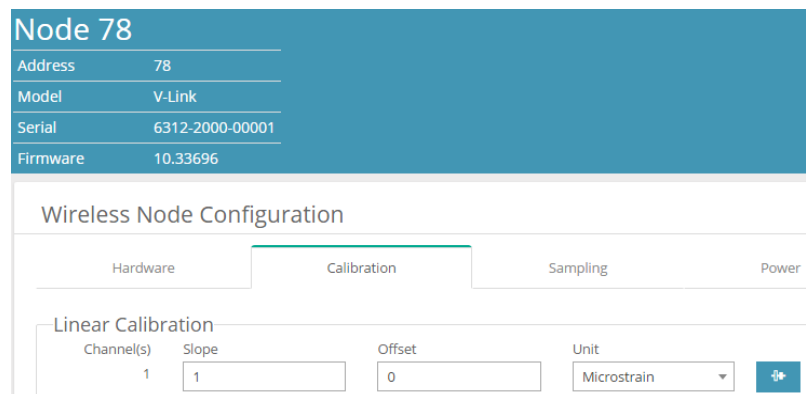 Node 78
Address 78
Model V-Link
Serial 6312-2000-00001
Firmware 10.33696
Wireless Node Configuration
Hardware Calibration Sampling Power
Linear Calibration
Channel(s) Slope Offset Unit
1 1 0 Microstrain